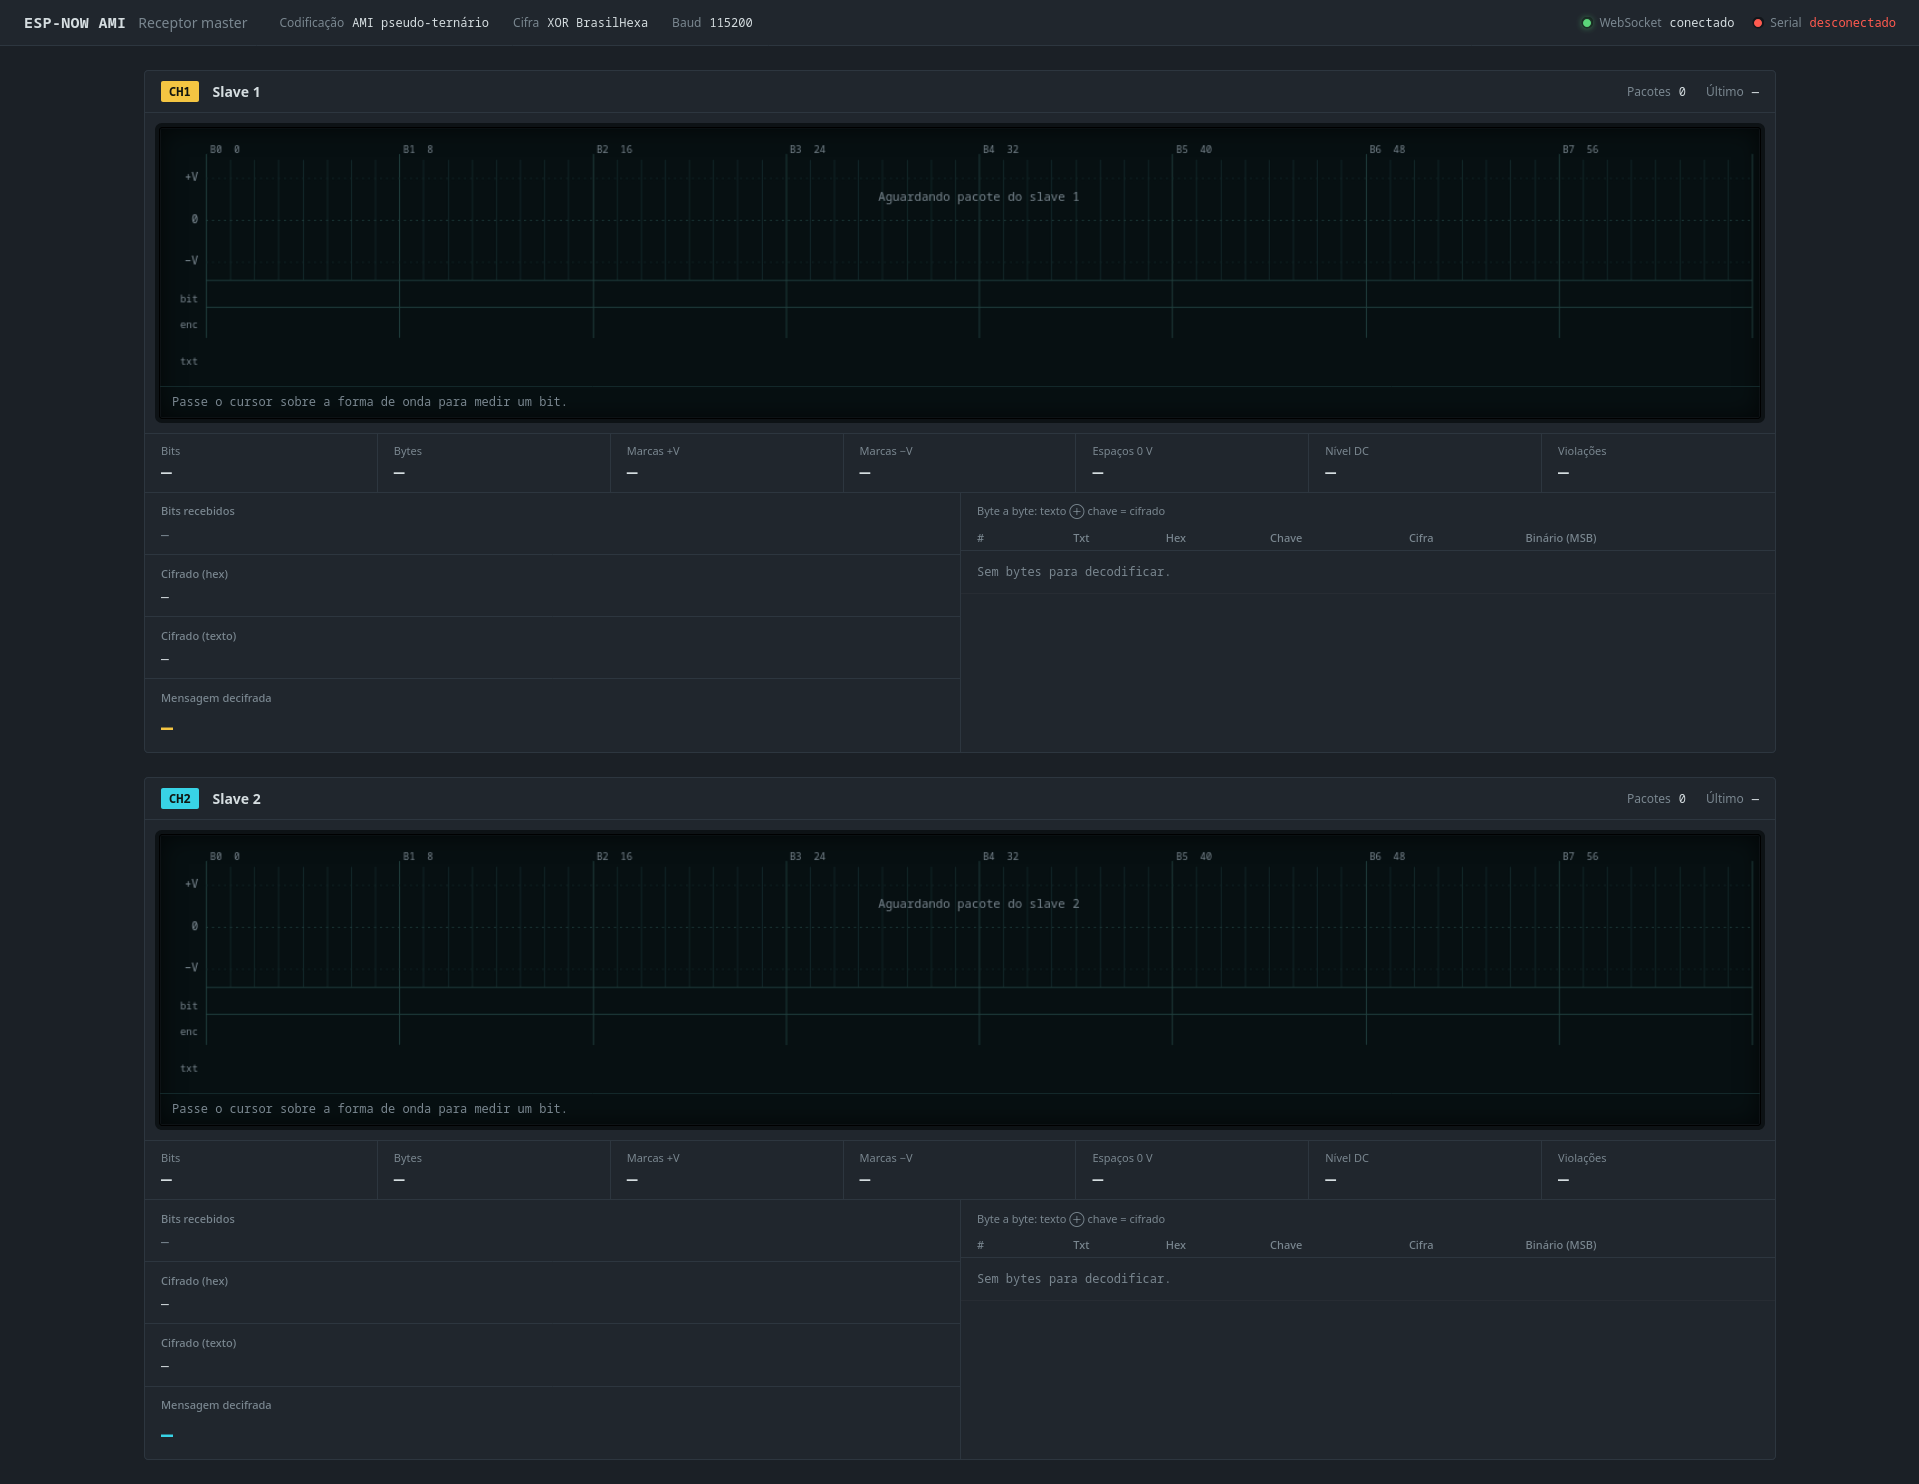 ESP-NOW AMI Receptor master Codificação AMI pseudo-ternário Cifra XOR BrasilHexa Baud 115200 WebSocket conectado Serial desconectado
CH1 Slave 1 Pacotes 0 Último —
B0 0 B1 8 B2 16 B3 24 B4 32 B5 40 B6 48 B7 56
+V
Aguardando pacote do slave 1
0
−V
bit
enc
txt
Passe o cursor sobre a forma de onda para medir um bit.
Bits Bytes Marcas +V Marcas −V Espaços 0 V Nível DC Violações
— — — — — — —
Bits recebidos
—
Cifrado (hex)
—
Cifrado (texto)
—
Mensagem decifrada
—
Byte a byte: texto ⊕ chave = cifrado
# Txt Hex Chave Cifra Binário (MSB)
Sem bytes para decodificar.
CH2 Slave 2 Pacotes 0 Último —
B0 0 B1 8 B2 16 B3 24 B4 32 B5 40 B6 48 B7 56
+V
Aguardando pacote do slave 2
0
−V
bit
enc
txt
Passe o cursor sobre a forma de onda para medir um bit.
Bits Bytes Marcas +V Marcas −V Espaços 0 V Nível DC Violações
— — — — — — —
Bits recebidos
—
Cifrado (hex)
—
Cifrado (texto)
—
Mensagem decifrada
—
Byte a byte: texto ⊕ chave = cifrado
# Txt Hex Chave Cifra Binário (MSB)
Sem bytes para decodificar.